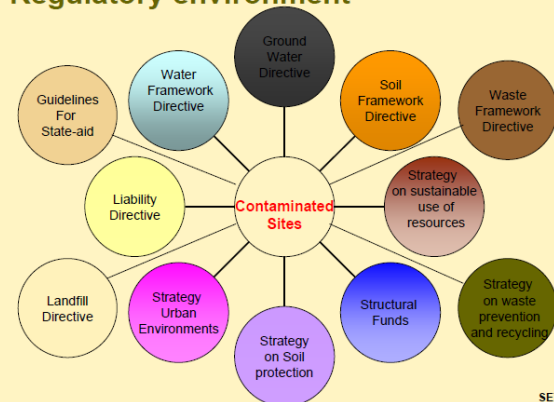 Regulatory environment
Ground
Water
Directive
Water
Framework
Directive
Soil
Framework
Directive
Guidelines
For
State-aid
Waste
Framework
Directive
Liability
Directive
Contaminated
Sites
Strategy
on sustainable
use of
resources
Landfill
Directive
Strategy
Urban
Environments
Strategy
on Soil
protection
Structural
Funds
Strategy
on waste
prevention
and recycling
SE